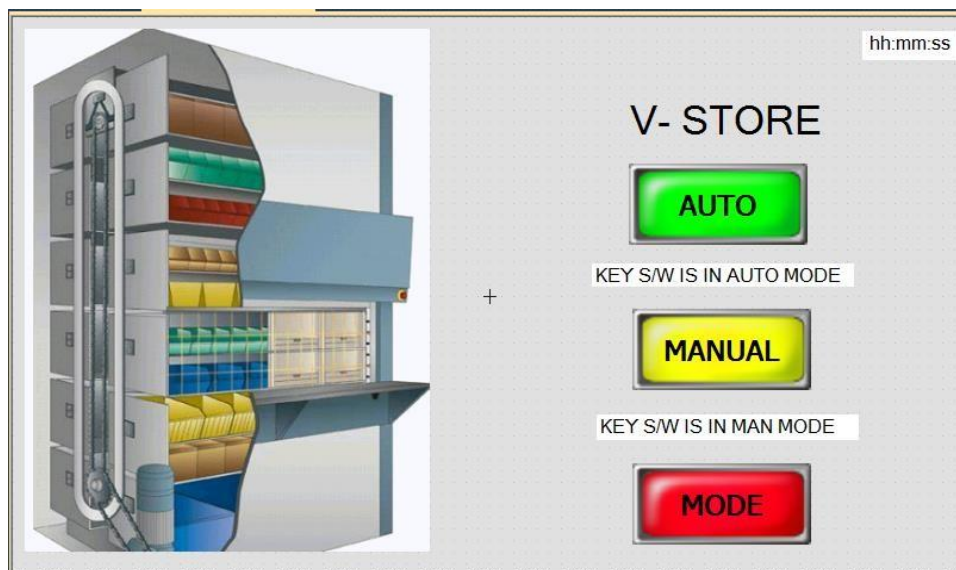 hh:mm:ss
V- STORE
AUTO
KEY S/W IS IN AUTO MODE
MANUAL
KEY S/W IS IN MAN MODE
MODE